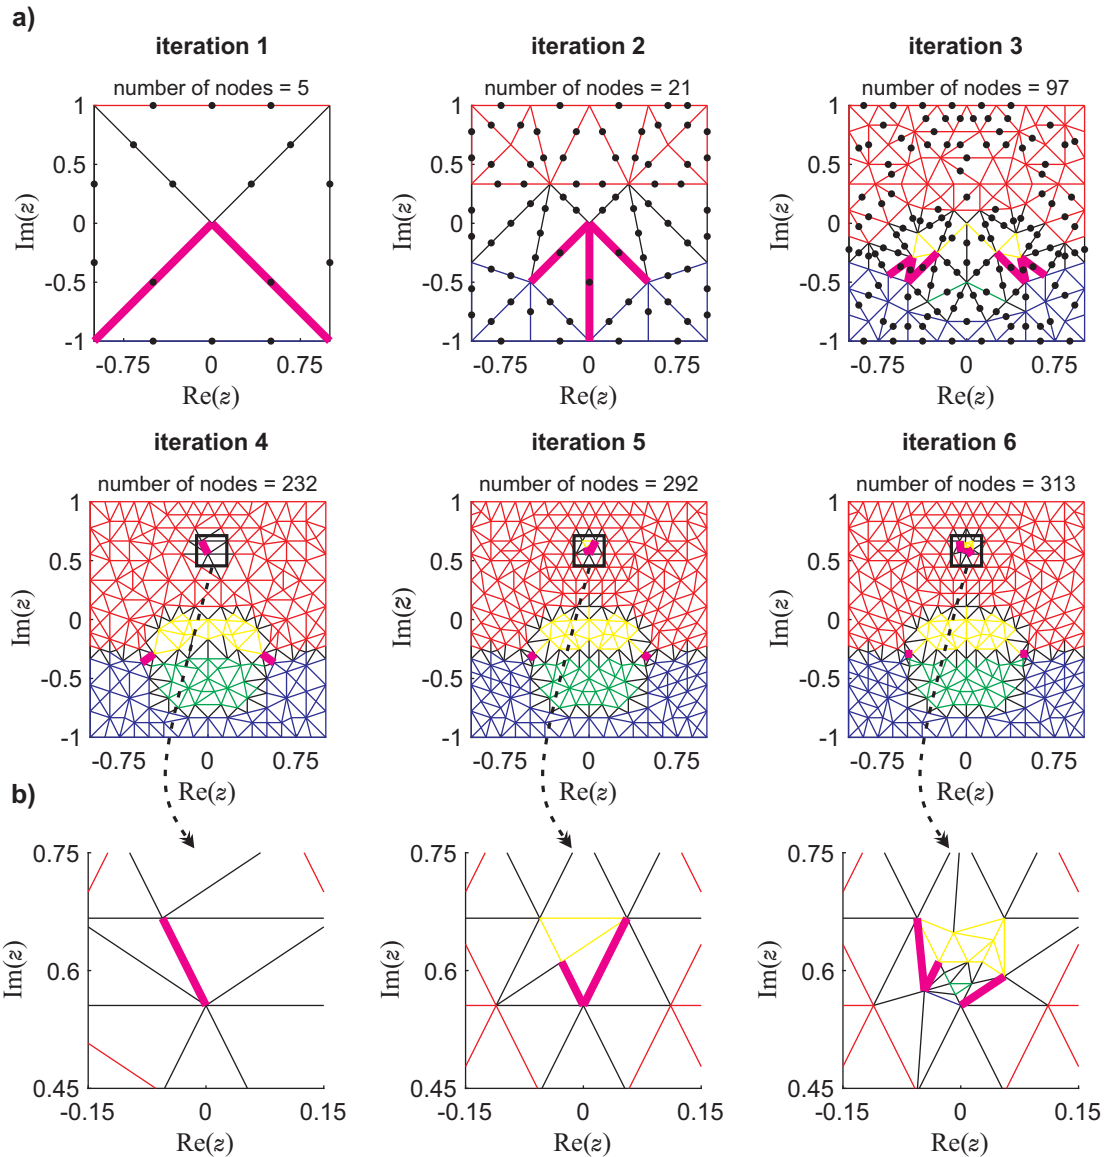 a)
iteration 1
iteration 2
iteration 3
number of nodes = 5
number of nodes = 21
number of nodes = 97
1
0.5
0
-0.5
-1
Im(z)
-0.75
0
0.75
Re(z)
1
0.5
0
-0.5
-1
Im(z)
-0.75
0
0.75
Re(z)
1
0.5
0
-0.5
-1
Im(z)
-0.75
0
0.75
Re(z)
iteration 4
iteration 5
iteration 6
number of nodes = 232
number of nodes = 292
number of nodes = 313
1
0.5
0
-0.5
-1
Im(z)
-0.75
0
0.75
Re(z)
1
0.5
0
-0.5
-1
Im(z)
-0.75
0
0.75
Re(z)
1
0.5
0
-0.5
-1
Im(z)
-0.75
0
0.75
Re(z)
b)
0.75
0.6
0.45
Im(z)
-0.15
0
0.15
Re(z)
0.75
0.6
0.45
Im(z)
-0.15
0
0.15
Re(z)
0.75
0.6
0.45
Im(z)
-0.15
0
0.15
Re(z)